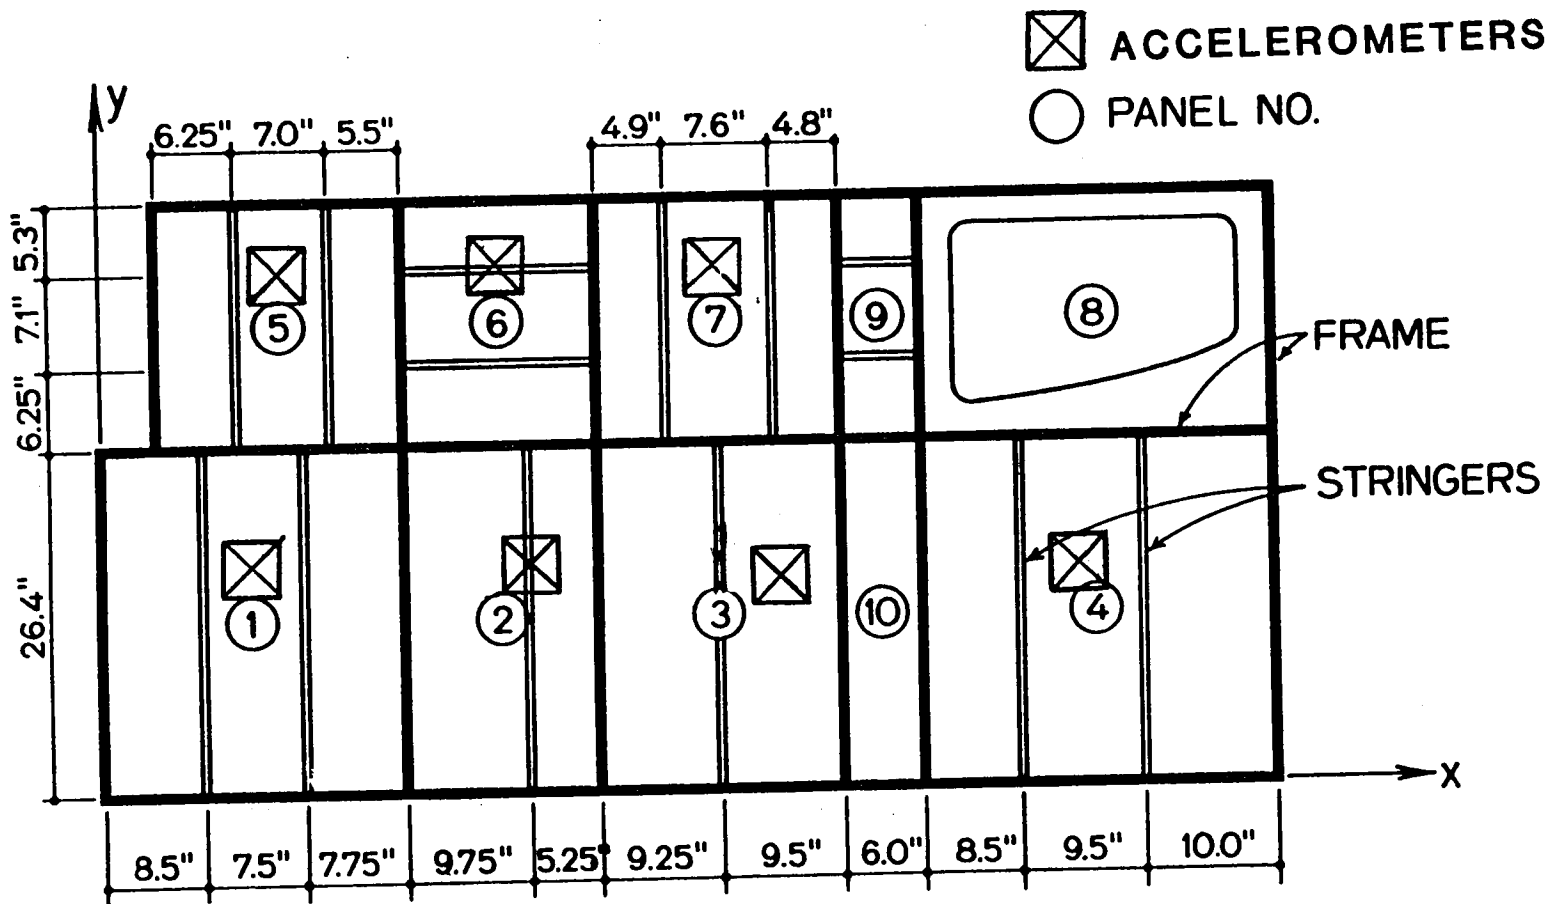 ACCELEROMETERS
PANEL NO.
y
6.25" 7.0" 5.5" 4.9" 7.6" 4.8"
5.3"
7.1"
6.25"
26.4"
5 6 7 9 8
FRAME
STRINGERS
1 2 3 10 4
x
8.5" 7.5" 7.75" 9.75" 5.25" 9.25" 9.5" 6.0" 8.5" 9.5" 10.0"